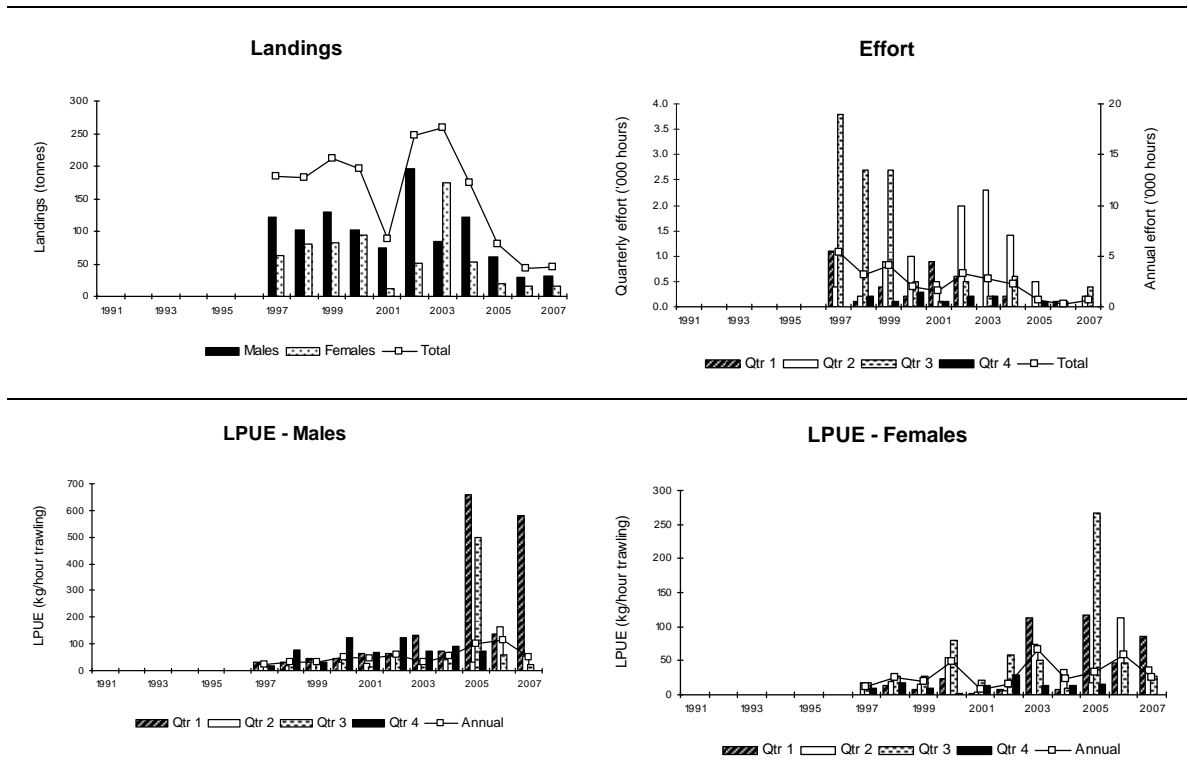 Landings
Landings (tonnes)
300
250
200
150
100
50
0
1991 1993 1995 1997 1999 2001 2003 2005 2007
Males Females Total
Effort
Quarterly effort ('000 hours)
4.0
3.5
3.0
2.5
2.0
1.5
1.0
0.5
0.0
20
15
10
5
0
Annual effort ('000 hours)
1991 1993 1995 1997 1999 2001 2003 2005 2007
Qtr 1 Qtr 2 Qtr 3 Qtr 4 Total
LPUE - Males
LPUE (kg/hour trawling)
700
600
500
400
300
200
100
0
1991 1993 1995 1997 1999 2001 2003 2005 2007
Qtr 1 Qtr 2 Qtr 3 Qtr 4 Annual
LPUE - Females
LPUE (kg/hour trawling)
300
250
200
150
100
50
0
1991 1993 1995 1997 1999 2001 2003 2005 2007
Qtr 1 Qtr 2 Qtr 3 Qtr 4 Annual